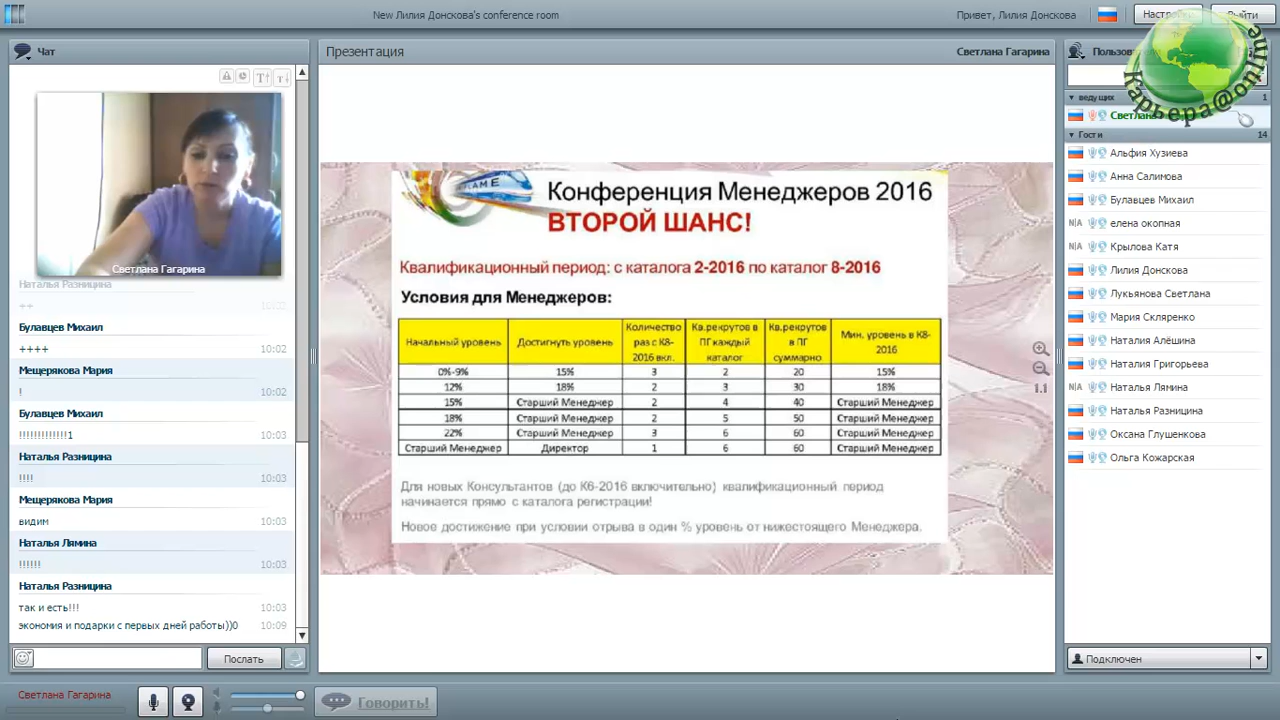 New Лилия Донскова's conference room
Привет, Лилия Донскова
Выйти
Чат
Светлана Гагарина
Наталья Разницина
++
Булавцев Михаил
++++ 10:02
Мещерякова Мария
! 10:02
Булавцев Михаил
!!!!!!!!!!!!!1 10:03
Наталья Разницина
!!!! 10:03
Мещерякова Мария
видим 10:03
Наталья Лямина
!!!!!! 10:03
Наталья Разницина
так и есть!!! 10:03
экономия и подарки с первых дней работы))0 10:09
Послать
Презентация Светлана Гагарина
Конференция Менеджеров 2016
ВТОРОЙ ШАНС!
Квалификационный период: с каталога 2-2016 по каталог 8-2016
Условия для Менеджеров:
Начальный уровень Достигнуть уровень Количество раз с К8-2016 вкл. Кв.рекрутов в ПГ каждый каталог Кв.рекрутов в ПГ суммарно Мин. уровень в К8-2016
0%-9% 15% 3 2 20 15%
12% 18% 2 3 30 18%
15% Старший Менеджер 2 4 40 Старший Менеджер
18% Старший Менеджер 2 5 50 Старший Менеджер
22% Старший Менеджер 3 6 60 Старший Менеджер
Старший Менеджер Директор 1 6 60 Старший Менеджер
Для новых Консультантов (до К6-2016 включительно) квалификационный период
начинается прямо с каталога регистрации!
Новое достижение при условии отрыва в один % уровень от нижестоящего Менеджера.
1.1
Карьера@online
ведущих 1
Гости 14
Альфия Хузиева
Анна Салимова
Булавцев Михаил
N/A елена окопная
N/A Крылова Катя
Лилия Донскова
Лукьянова Светлана
Мария Скляренко
Наталия Алёшина
Наталия Григорьева
N/A Наталья Лямина
Наталья Разницина
Оксана Глушенкова
Ольга Кожарская
Подключен
Светлана Гагарина
Говорить!